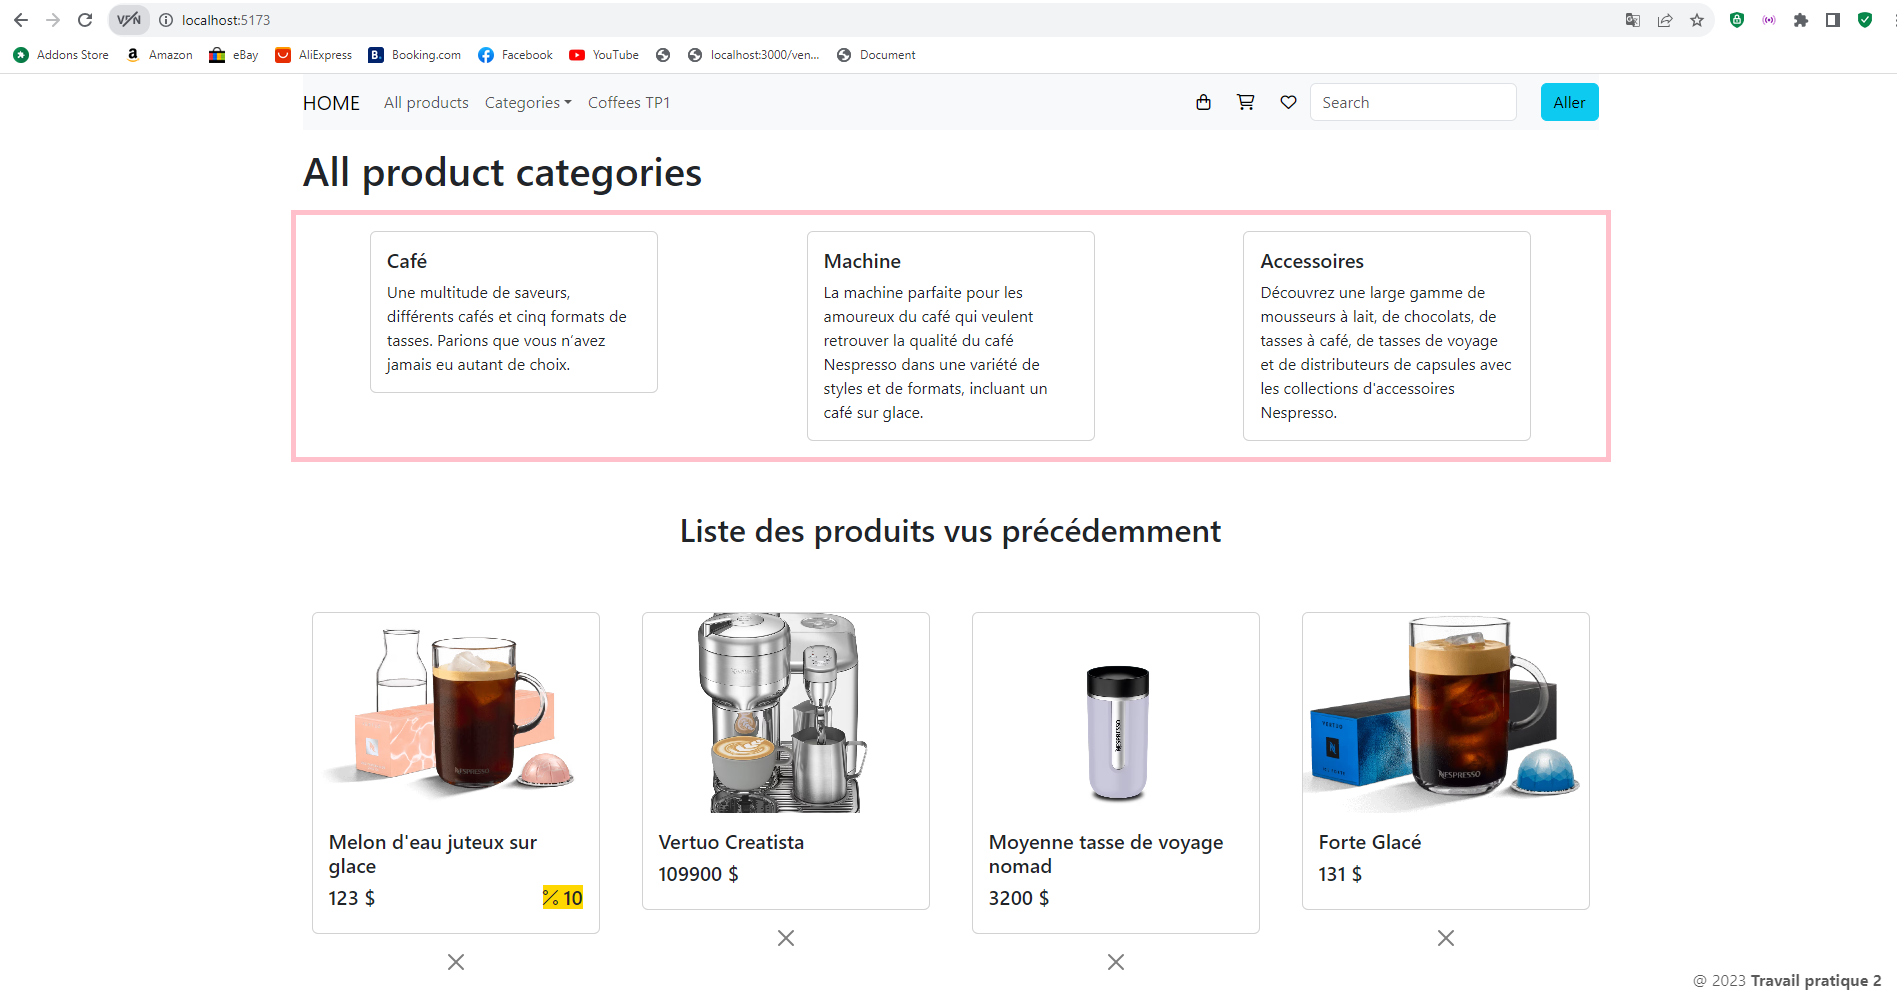 VPN localhost:5173
Addons Store Amazon eBay AliExpress Booking.com Facebook YouTube localhost:3000/ven... Document
HOME All products Categories Coffees TP1 Search Aller
All product categories
Café
Une multitude de saveurs,
différents cafés et cinq formats de
tasses. Parions que vous n’avez
jamais eu autant de choix.
Machine
La machine parfaite pour les
amoureux du café qui veulent
retrouver la qualité du café
Nespresso dans une variété de
styles et de formats, incluant un
café sur glace.
Accessoires
Découvrez une large gamme de
mousseurs à lait, de chocolats, de
tasses à café, de tasses de voyage
et de distributeurs de capsules avec
les collections d'accessoires
Nespresso.
Liste des produits vus précédemment
NESPRESSO
Melon d'eau juteux sur
glace
123 $ % 10
Vertuo Creatista
109900 $
NESPRESSO
Moyenne tasse de voyage
nomad
3200 $
NESPRESSO
Forte Glacé
131 $
@ 2023 Travail pratique 2